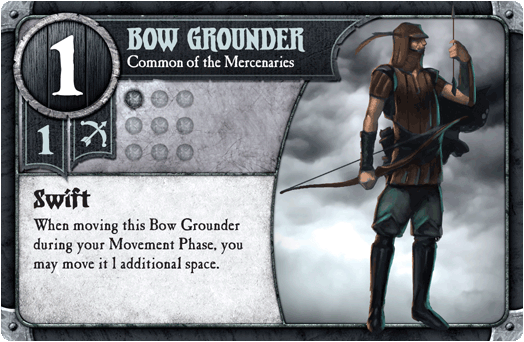 1
BOW GROUNDER
Common of the Mercenaries
1
Swift
When moving this Bow Grounder
during your Movement Phase, you
may move it 1 additional space.